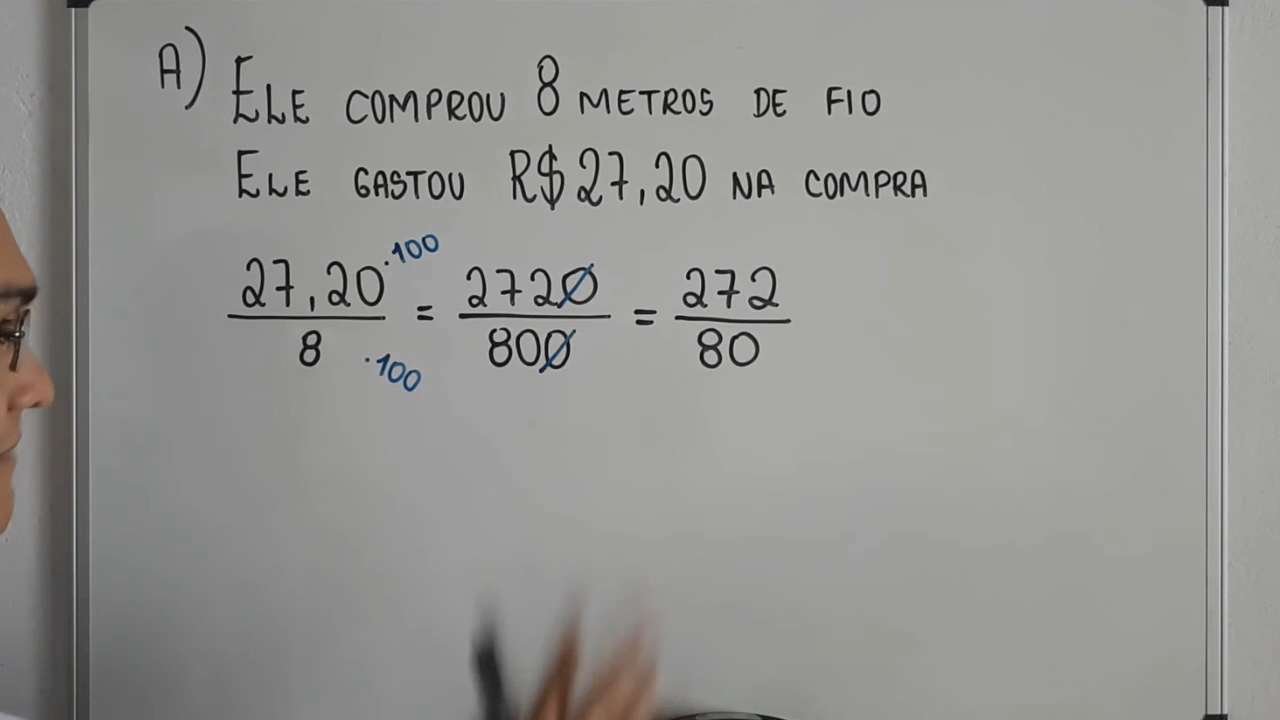 A) ELE COMPROU 8 METROS DE FIO
ELE GASTOU R$27,20 NA COMPRA
27,20 ·100 = 2720 = 272
8 ·100 800 80